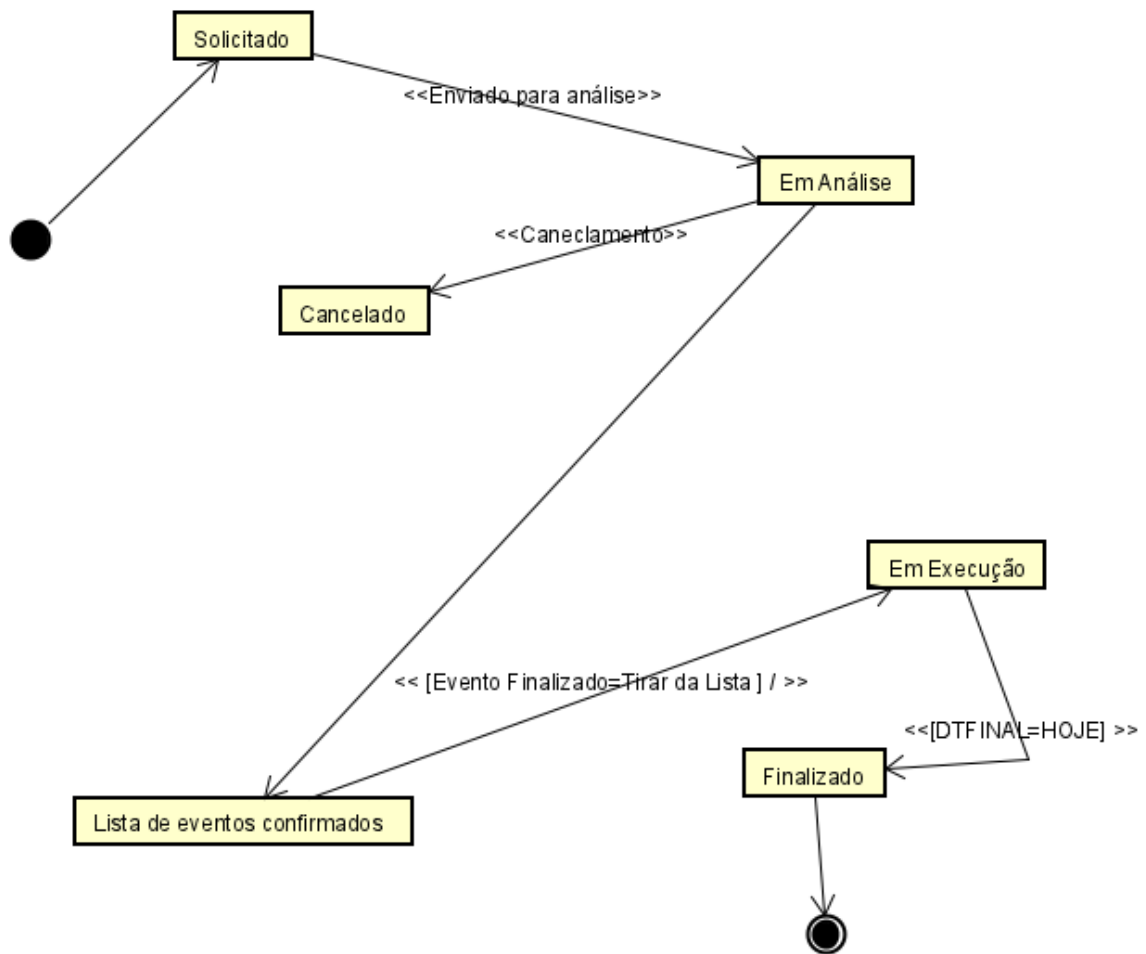 Solicitado
<<Enviado para análise>>
Em Análise
<<Caneclamento>>
Cancelado
Em Execução
<< [Evento Finalizado=Tirar da Lista ] / >>
<<[DTFINAL=HOJE] >>
Finalizado
Lista de eventos confirmados